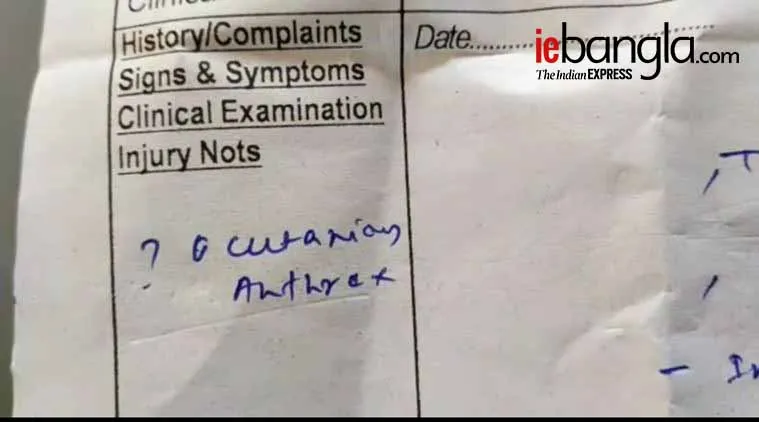 History/Complaints
Signs & Symptoms
Clinical Examination
Injury Nots
Date..........
iebangla.com
The Indian EXPRESS
? cutanious
Anthrax